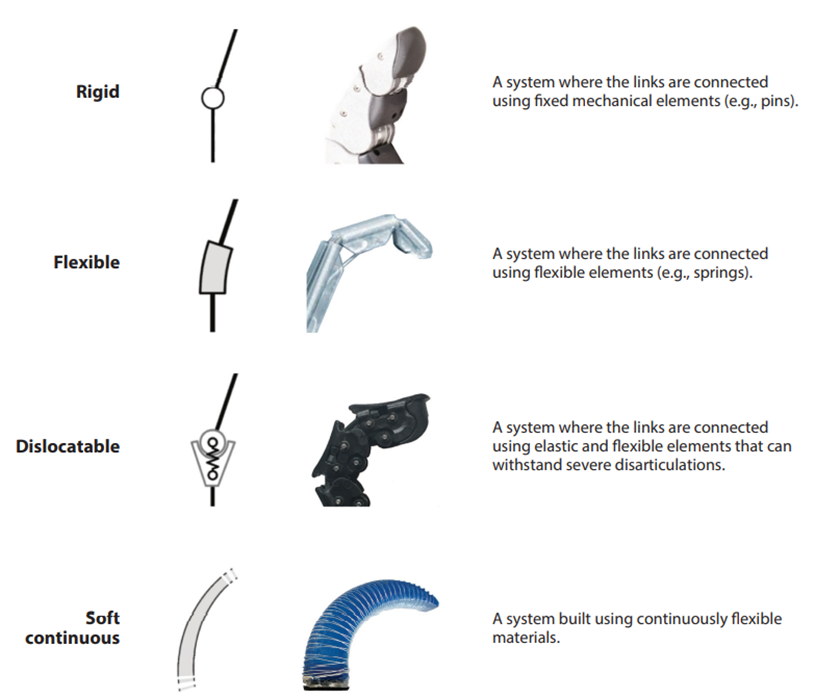 Rigid
A system where the links are connected
using fixed mechanical elements (e.g., pins).
Flexible
A system where the links are connected
using flexible elements (e.g., springs).
Dislocatable
A system where the links are connected
using elastic and flexible elements that can
withstand severe disarticulations.
Soft
continuous
A system built using continuously flexible
materials.